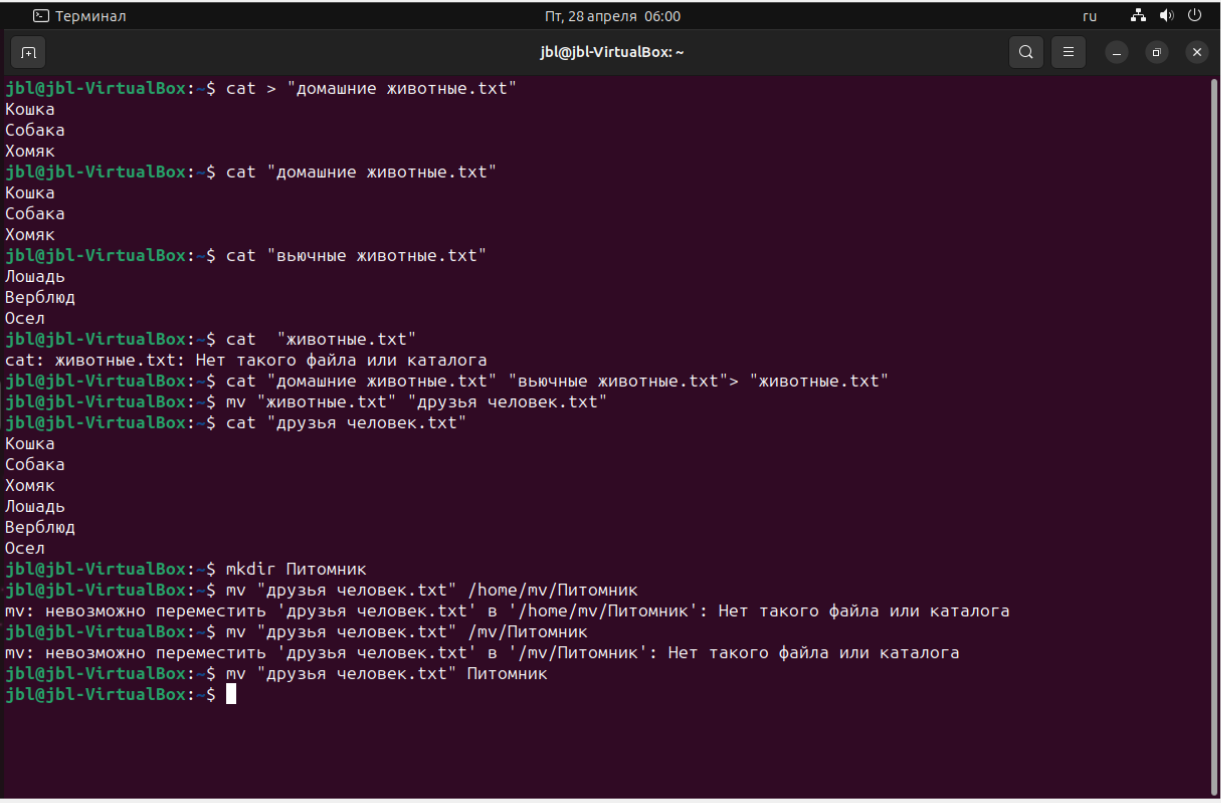 Терминал
Пт, 28 апреля 06:00
ru
jbl@jbl-VirtualBox: ~
jbl@jbl-VirtualBox:~$ cat > "домашние животные.txt"
Кошка
Собака
Хомяк
jbl@jbl-VirtualBox:~$ cat "домашние животные.txt"
Кошка
Собака
Хомяк
jbl@jbl-VirtualBox:~$ cat "вьючные животные.txt"
Лошадь
Верблюд
Осел
jbl@jbl-VirtualBox:~$ cat  "животные.txt"
cat: животные.txt: Нет такого файла или каталога
jbl@jbl-VirtualBox:~$ cat "домашние животные.txt" "вьючные животные.txt"> "животные.txt"
jbl@jbl-VirtualBox:~$ mv "животные.txt" "друзья человек.txt"
jbl@jbl-VirtualBox:~$ cat "друзья человек.txt"
Кошка
Собака
Хомяк
Лошадь
Верблюд
Осел
jbl@jbl-VirtualBox:~$ mkdir Питомник
jbl@jbl-VirtualBox:~$ mv "друзья человек.txt" /home/mv/Питомник
mv: невозможно переместить 'друзья человек.txt' в '/home/mv/Питомник': Нет такого файла или каталога
jbl@jbl-VirtualBox:~$ mv "друзья человек.txt" /mv/Питомник
mv: невозможно переместить 'друзья человек.txt' в '/mv/Питомник': Нет такого файла или каталога
jbl@jbl-VirtualBox:~$ mv "друзья человек.txt" Питомник
jbl@jbl-VirtualBox:~$